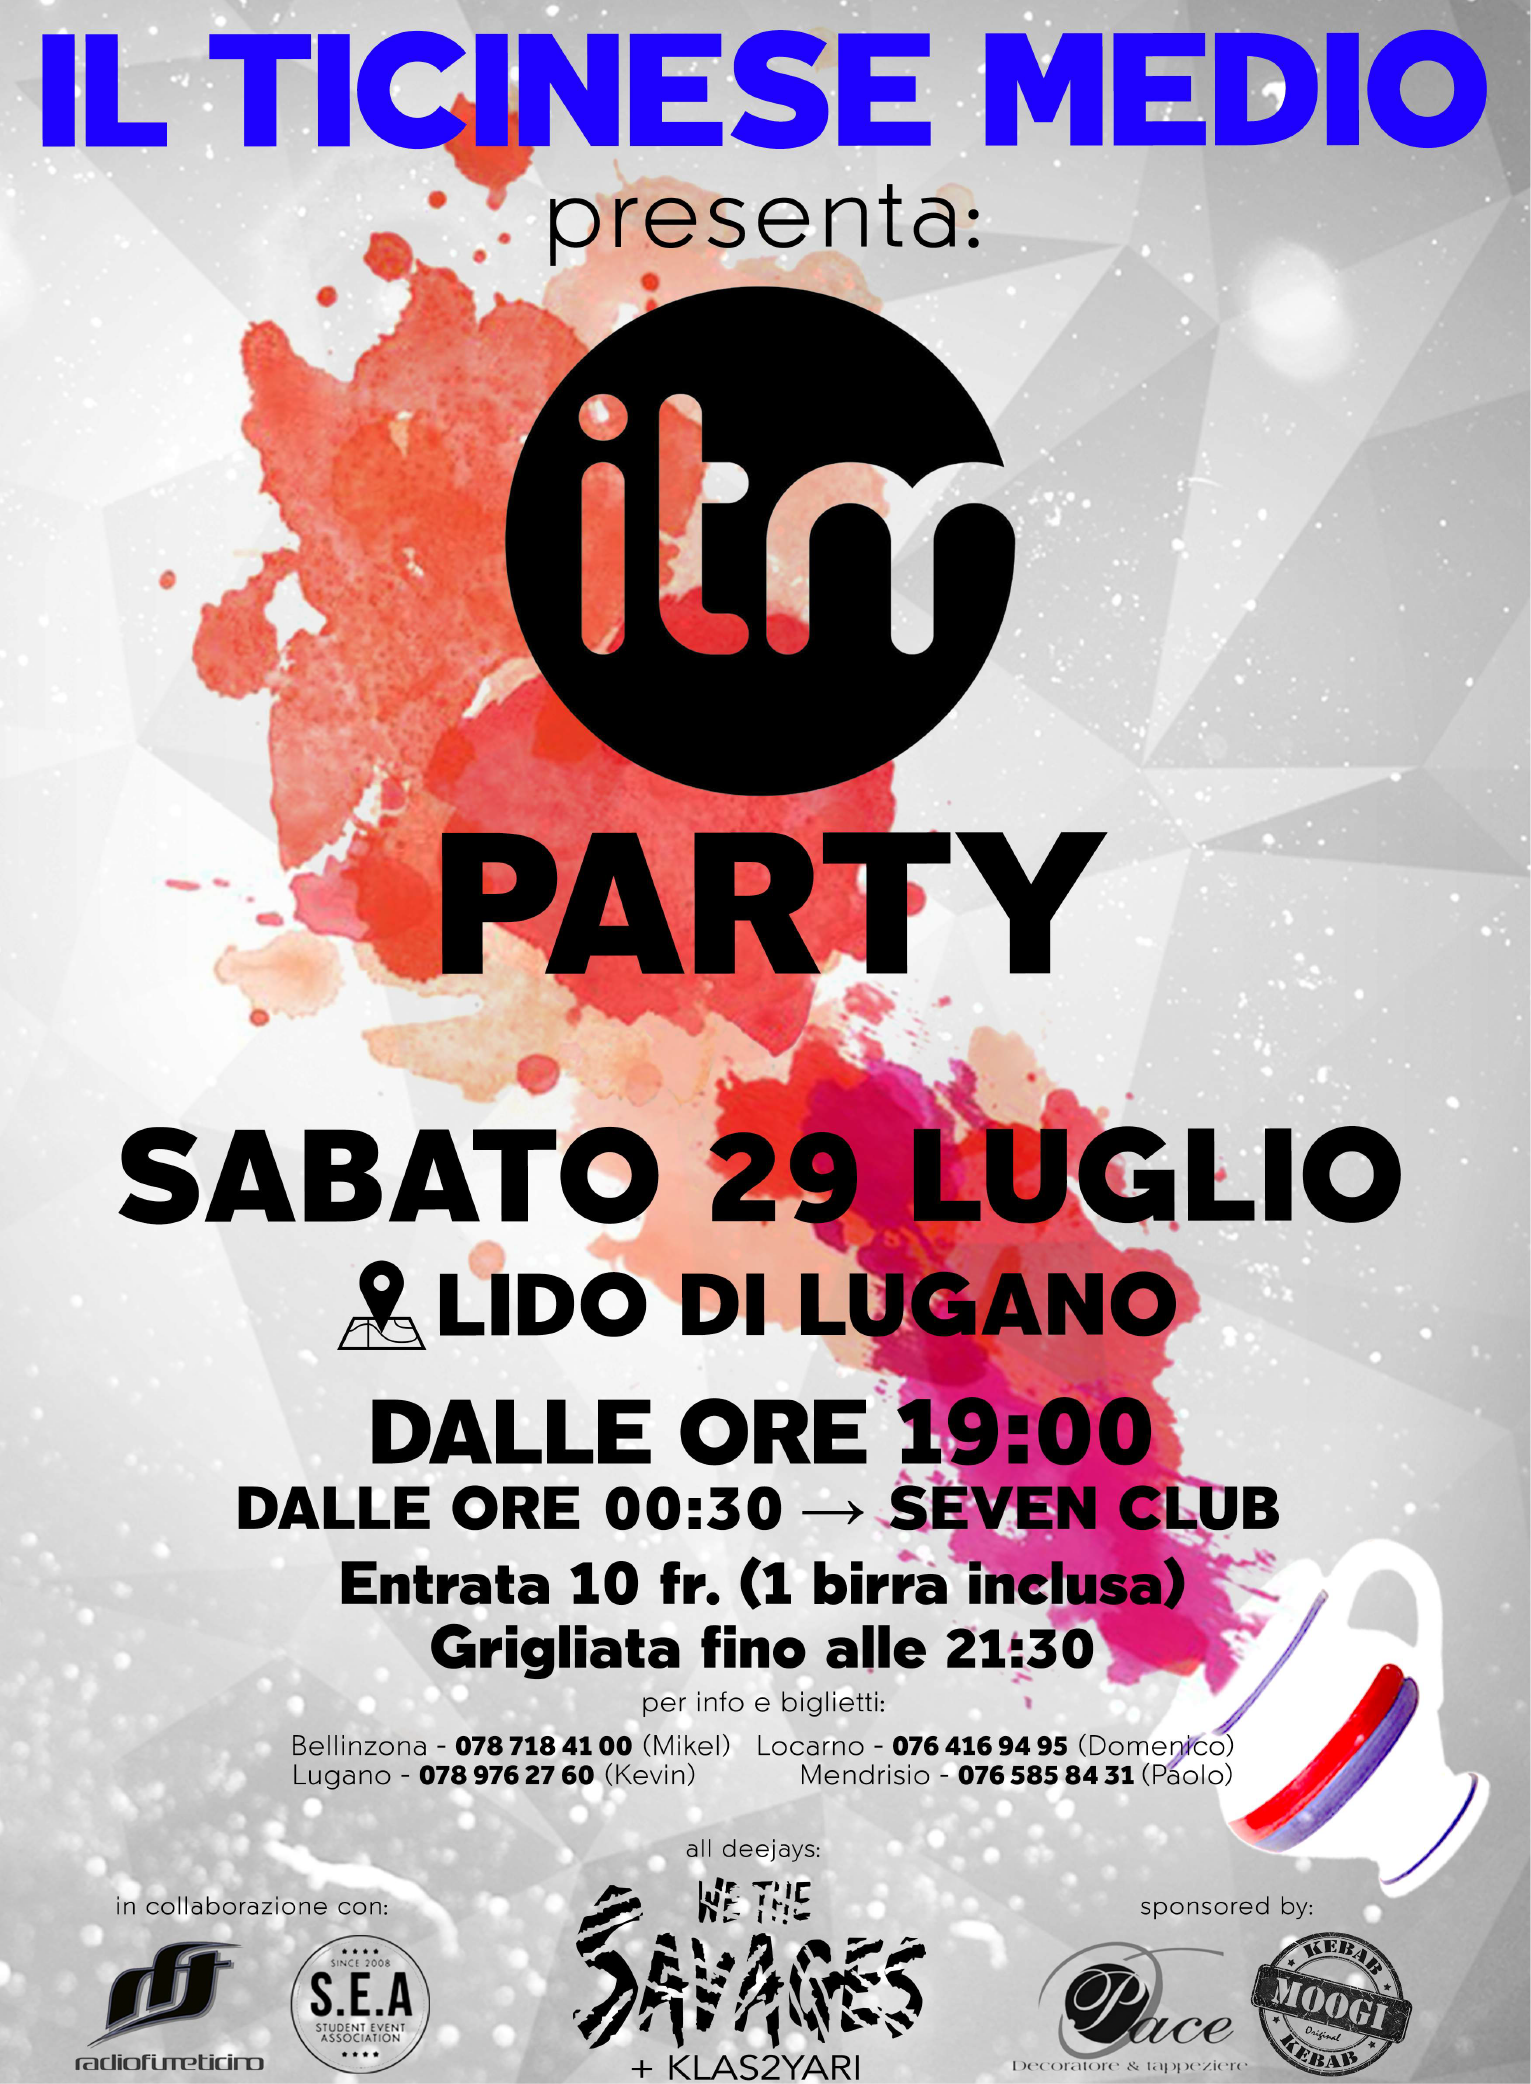 IL TICINESE MEDIO
presenta:
itm
PARTY
SABATO 29 LUGLIO
LIDO DI LUGANO
DALLE ORE 19:00
DALLE ORE 00:30 → SEVEN CLUB
Entrata 10 fr. (1 birra inclusa)
Grigliata fino alle 21:30
per info e biglietti:
Bellinzona - 078 718 41 00 (Mikel) Locarno - 076 416 94 95 (Domenico)
Lugano - 078 976 27 60 (Kevin) Mendrisio - 076 585 84 31 (Paolo)
all deejays:
WE THE
SAVAGES
+ KLAS2YARI
in collaborazione con:
rft
radiofiumeticino
SINCE 2008
S.E.A
STUDENT EVENT
ASSOCIATION
sponsored by:
Pace
Decoratore & tappeziere
KEBAB
MOOGI
Original
KEBAB